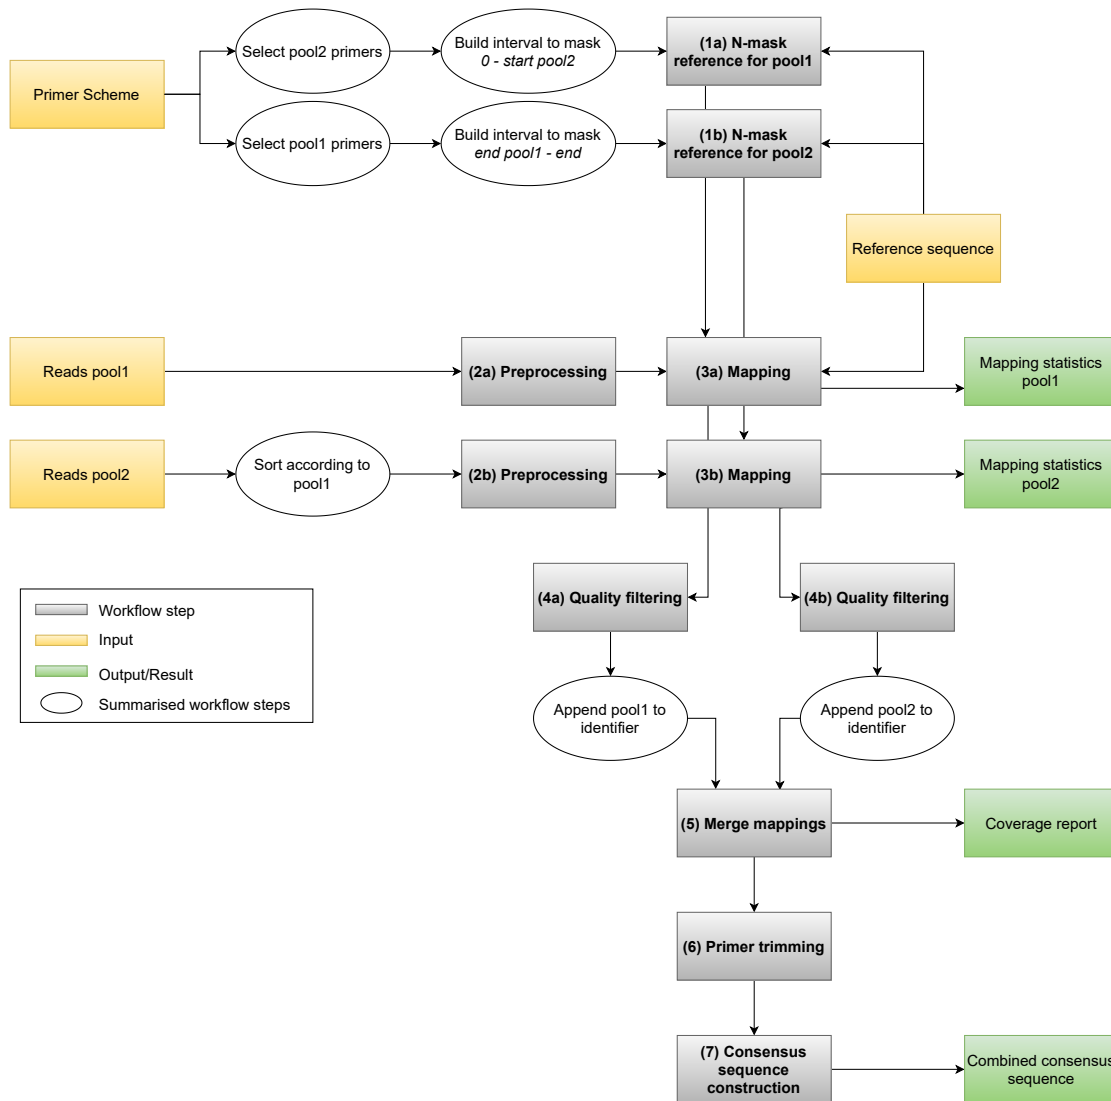 Primer Scheme
Select pool2 primers
Build interval to mask
0 - start pool2
(1a) N-mask
reference for pool1
Select pool1 primers
Build interval to mask
end pool1 - end
(1b) N-mask
reference for pool2
Reference sequence
Reads pool1
(2a) Preprocessing
(3a) Mapping
Mapping statistics
pool1
Reads pool2
Sort according to
pool1
(2b) Preprocessing
(3b) Mapping
Mapping statistics
pool2
(4a) Quality filtering
(4b) Quality filtering
Workflow step
Input
Output/Result
Summarised workflow steps
Append pool1 to
identifier
Append pool2 to
identifier
(5) Merge mappings
Coverage report
(6) Primer trimming
(7) Consensus
sequence
construction
Combined consensus
sequence